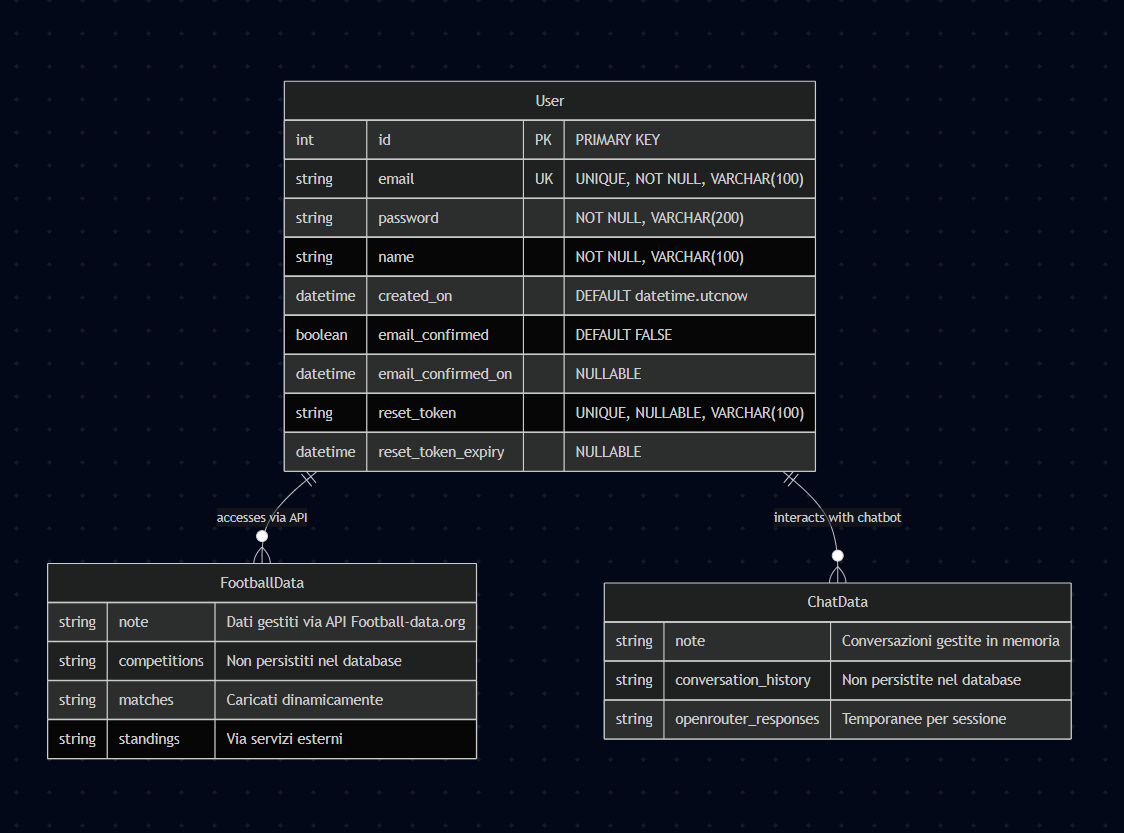 User
int id PK PRIMARY KEY
string email UK UNIQUE, NOT NULL, VARCHAR(100)
string password NOT NULL, VARCHAR(200)
string name NOT NULL, VARCHAR(100)
datetime created_on DEFAULT datetime.utcnow
boolean email_confirmed DEFAULT FALSE
datetime email_confirmed_on NULLABLE
string reset_token UNIQUE, NULLABLE, VARCHAR(100)
datetime reset_token_expiry NULLABLE
accesses via API
interacts with chatbot
FootballData
string note Dati gestiti via API Football-data.org
string competitions Non persistiti nel database
string matches Caricati dinamicamente
string standings Via servizi esterni
ChatData
string note Conversazioni gestite in memoria
string conversation_history Non persistite nel database
string openrouter_responses Temporanee per sessione